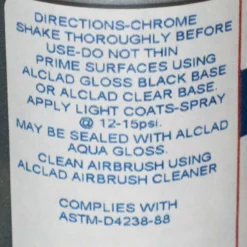 DIRECTIONS-CHROME
SHAKE THOROUGHLY BEFORE
USE-DO NOT THIN
PRIME SURFACES USING
ALCLAD GLOSS BLACK BASE
OR ALCLAD CLEAR BASE.
APPLY LIGHT COATS-SPRAY
@ 12-15psi.
MAY BE SEALED WITH ALCLAD
AQUA GLOSS.
CLEAN AIRBRUSH USING
ALCLAD AIRBRUSH CLEANER
COMPLIES WITH
ASTM-D4238-88